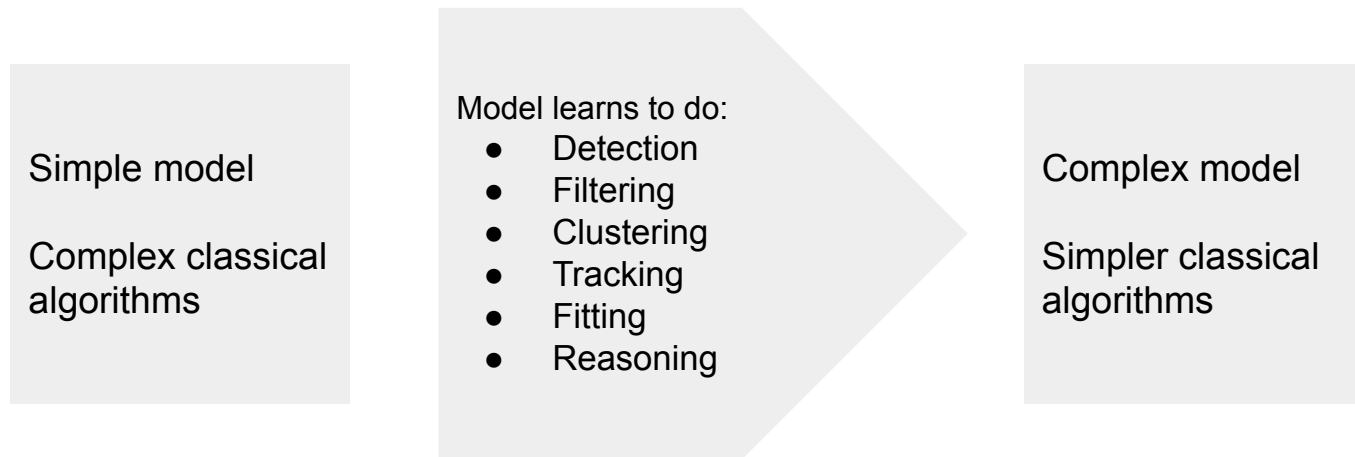 Simple model
Complex classical
algorithms
Model learns to do:
● Detection
● Filtering
● Clustering
● Tracking
● Fitting
● Reasoning
Complex model
Simpler classical
algorithms